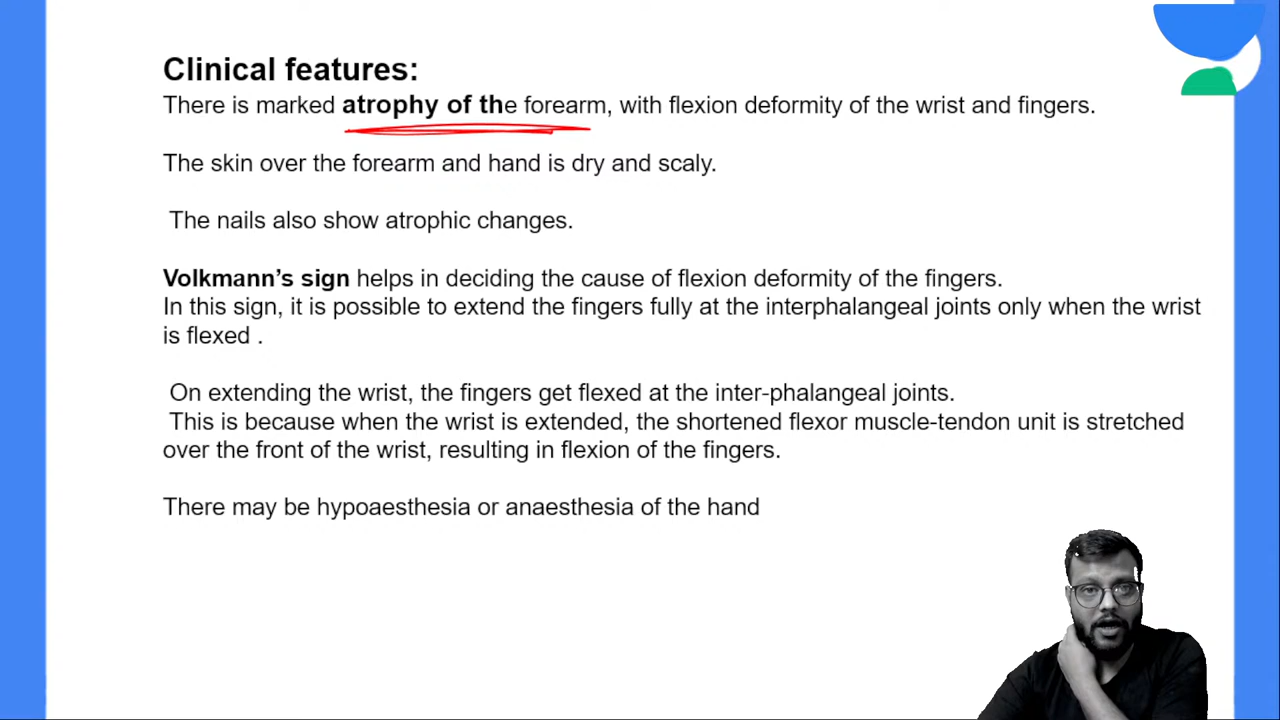 Clinical features:
There is marked atrophy of the forearm, with flexion deformity of the wrist and fingers.
The skin over the forearm and hand is dry and scaly.
The nails also show atrophic changes.
Volkmann’s sign helps in deciding the cause of flexion deformity of the fingers.
In this sign, it is possible to extend the fingers fully at the interphalangeal joints only when the wrist
is flexed .
On extending the wrist, the fingers get flexed at the inter-phalangeal joints.
This is because when the wrist is extended, the shortened flexor muscle-tendon unit is stretched
over the front of the wrist, resulting in flexion of the fingers.
There may be hypoaesthesia or anaesthesia of the hand